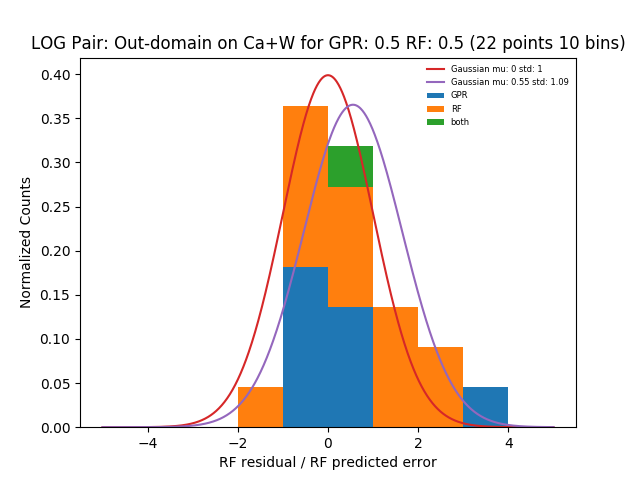 LOG Pair: Out-domain on Ca+W for GPR: 0.5 RF: 0.5 (22 points 10 bins)
Gaussian mu: 0 std: 1
Gaussian mu: 0.55 std: 1.09
GPR
RF
both
0.40
0.35
0.30
0.25
0.20
0.15
0.10
0.05
0.00
Normalized Counts
−4
−2
0
2
4
RF residual / RF predicted error